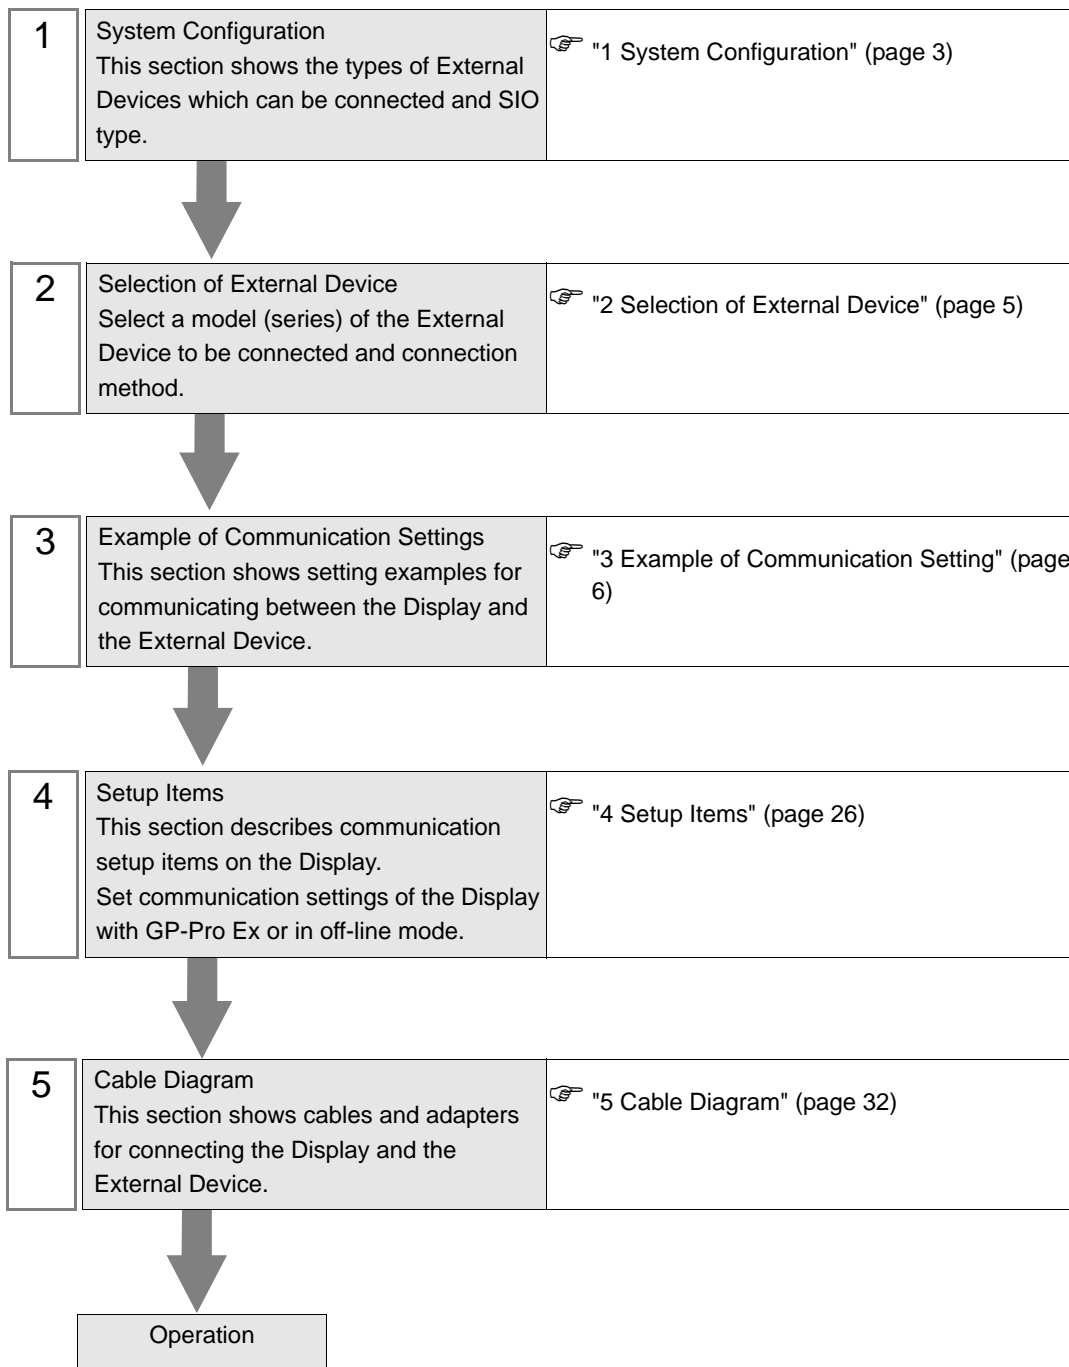 1
System Configuration
This section shows the types of External
Devices which can be connected and SIO
type.
"1 System Configuration" (page 3)
2
Selection of External Device
Select a model (series) of the External
Device to be connected and connection
method.
"2 Selection of External Device" (page 5)
3
Example of Communication Settings
This section shows setting examples for
communicating between the Display and
the External Device.
"3 Example of Communication Setting" (page
6)
4
Setup Items
This section describes communication
setup items on the Display.
Set communication settings of the Display
with GP-Pro Ex or in off-line mode.
"4 Setup Items" (page 26)
5
Cable Diagram
This section shows cables and adapters
for connecting the Display and the
External Device.
"5 Cable Diagram" (page 32)
Operation